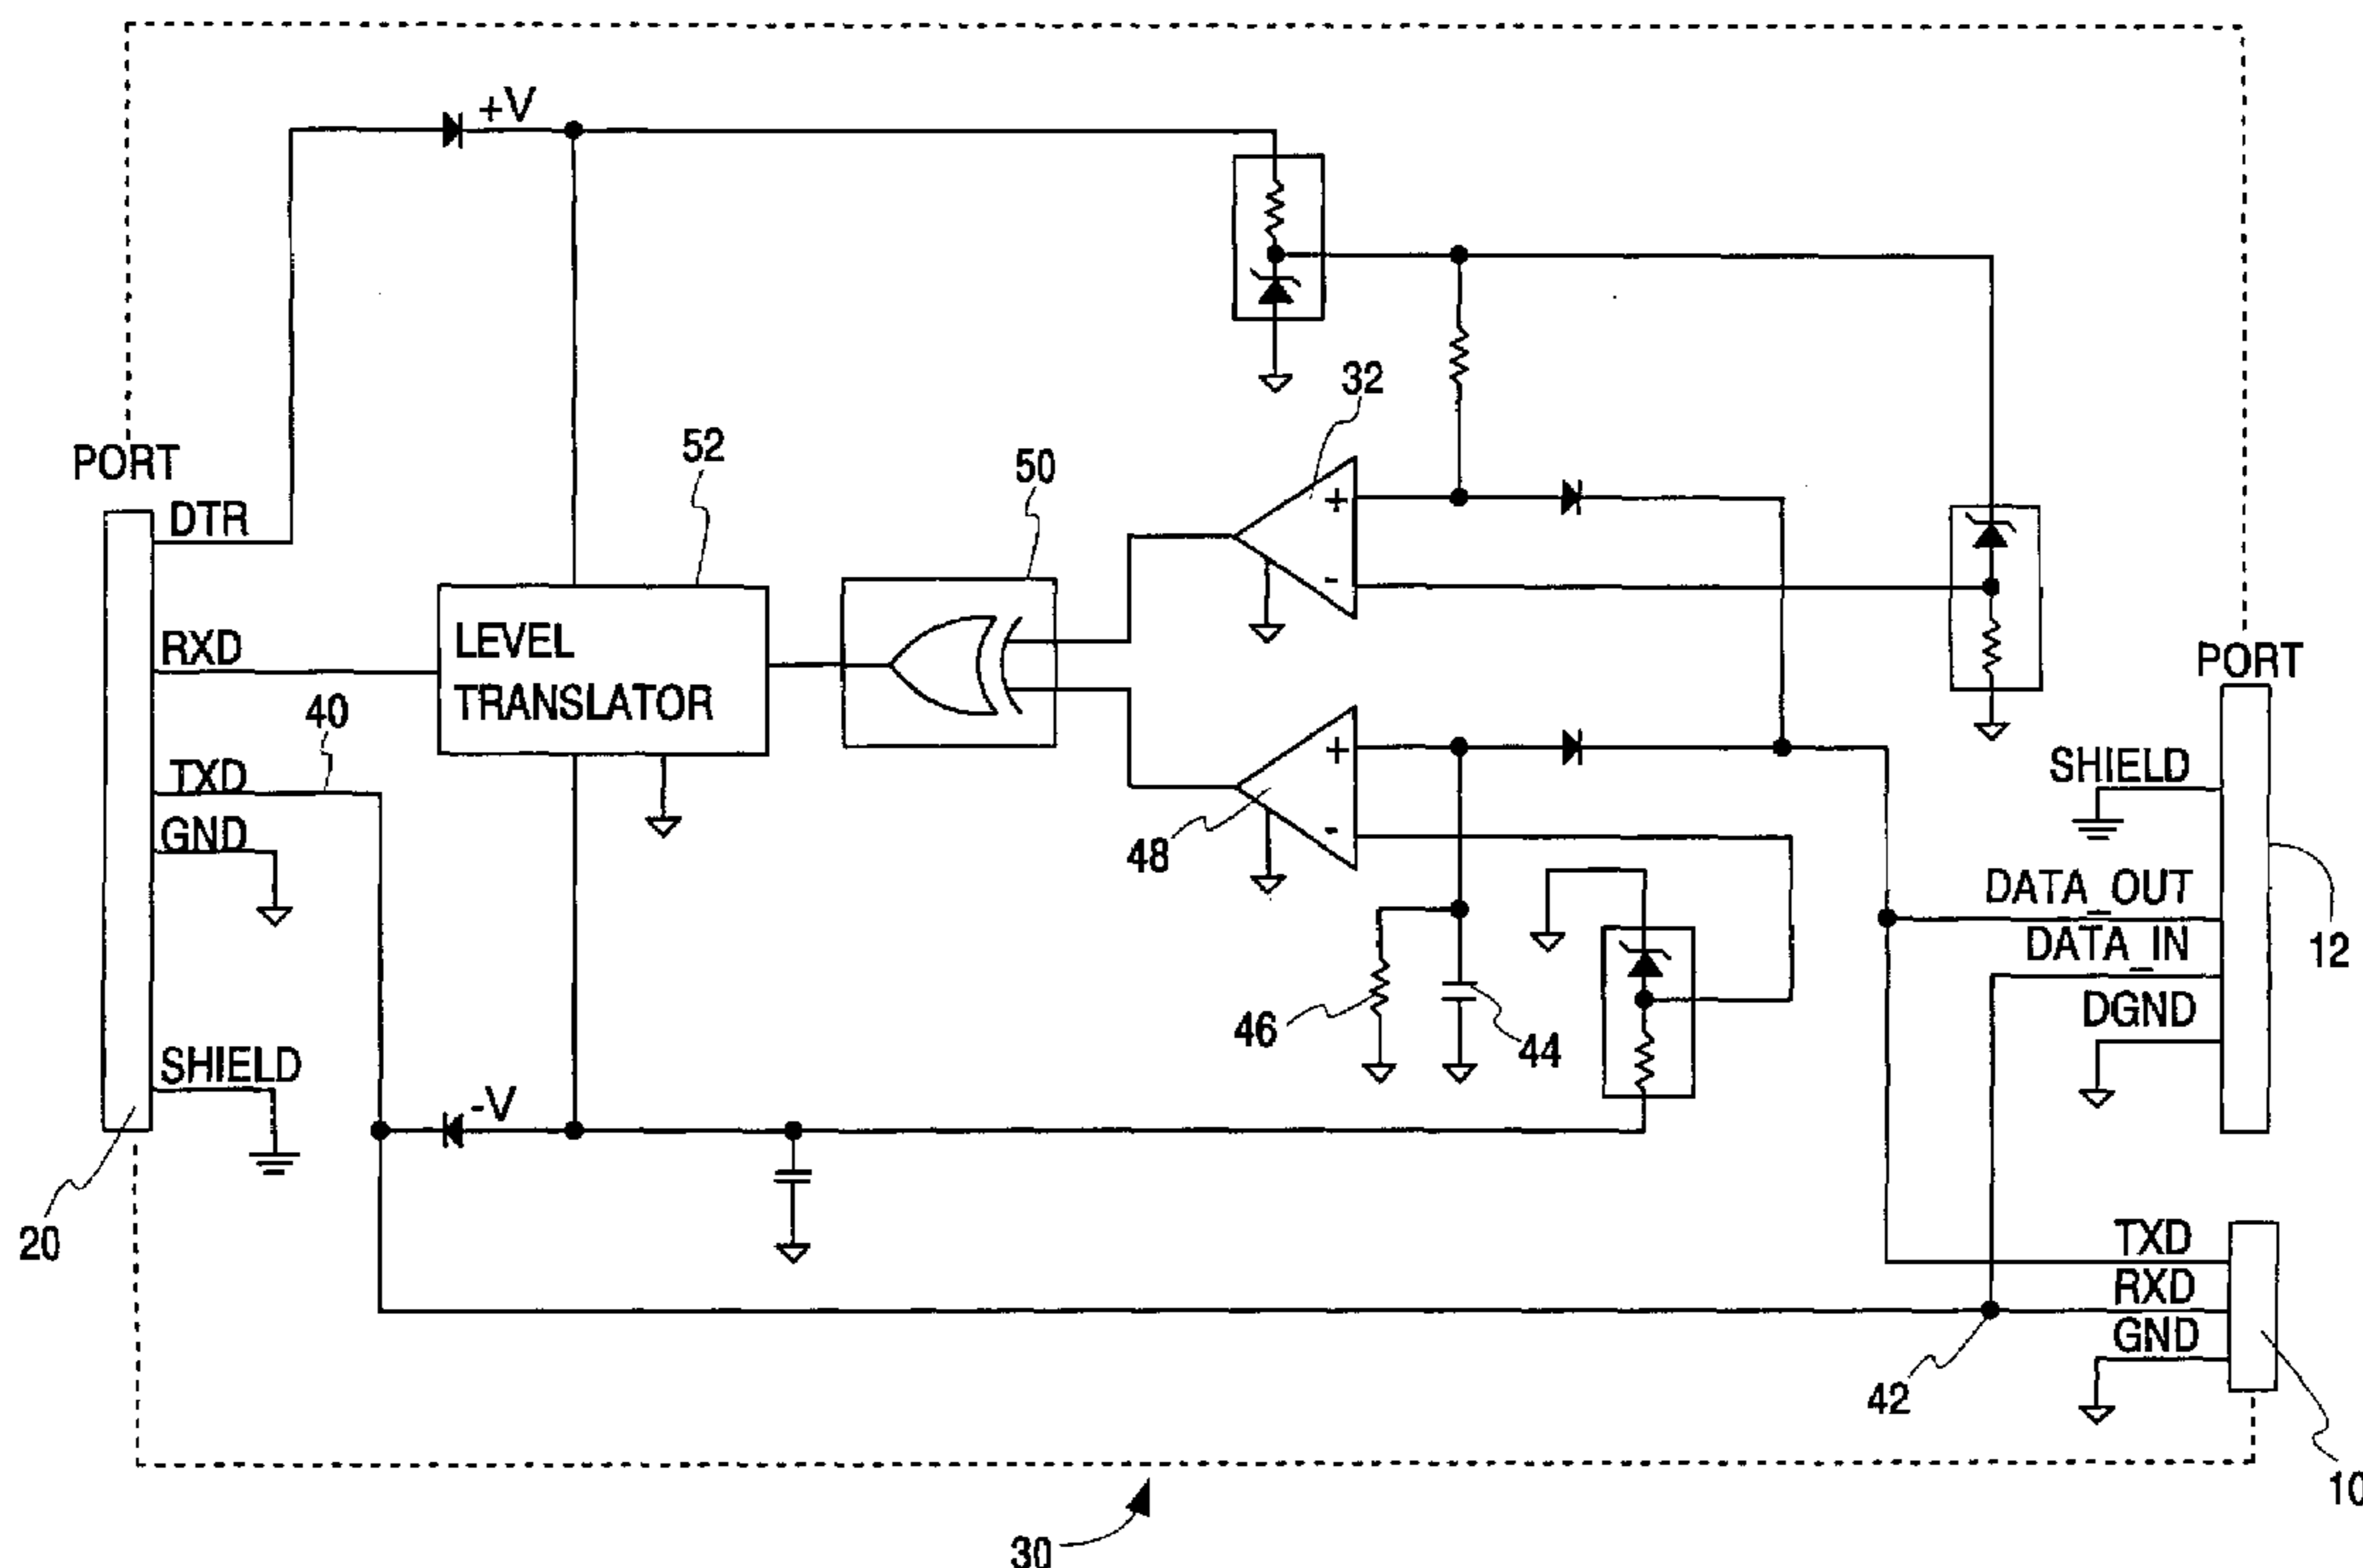 +V
32
PORT
DTR
52
50
+
-
RXD
LEVEL
TRANSLATOR
40
TXD
GND
+
-
48
PORT
SHIELD
DATA_OUT
DATA_IN
DGND
12
46
44
SHIELD
-V
20
TXD
RXD
GND
42
10
30